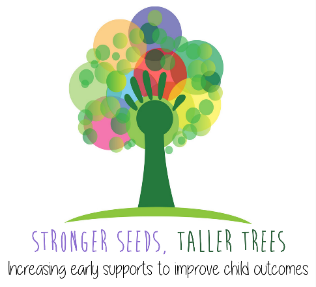 STRONGER SEEDS, TALLER TREES
Increasing early supports to improve child outcomes